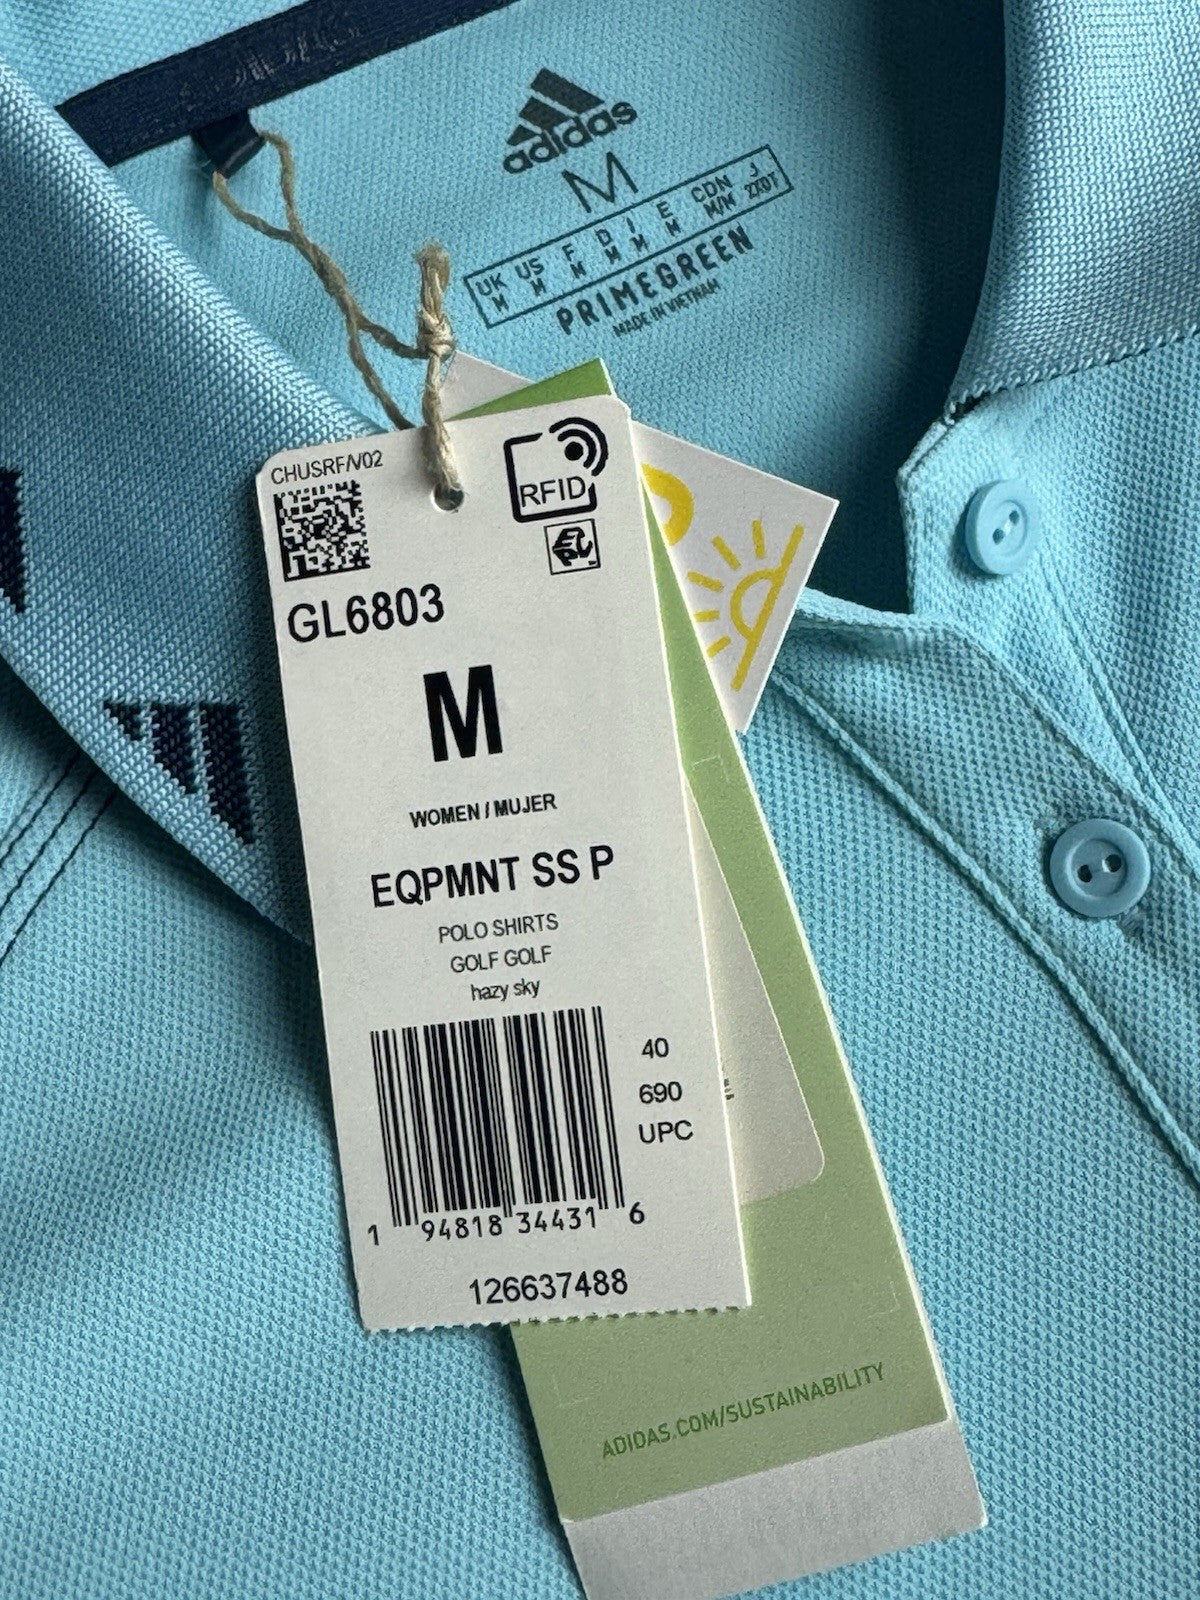 adidas
M
UK US F D I E CDN J
M M M M M M M/M 2XOT
PRIMEGREEN
MADE IN VIETNAM
CHUSRF/V02
RFID
EPC
GL6803
M
WOMEN / MUJER
EQPMNT SS P
POLO SHIRTS
GOLF GOLF
hazy sky
40
690
UPC
1 94818 34431 6
126637488
ADIDAS.COM/SUSTAINABILITY